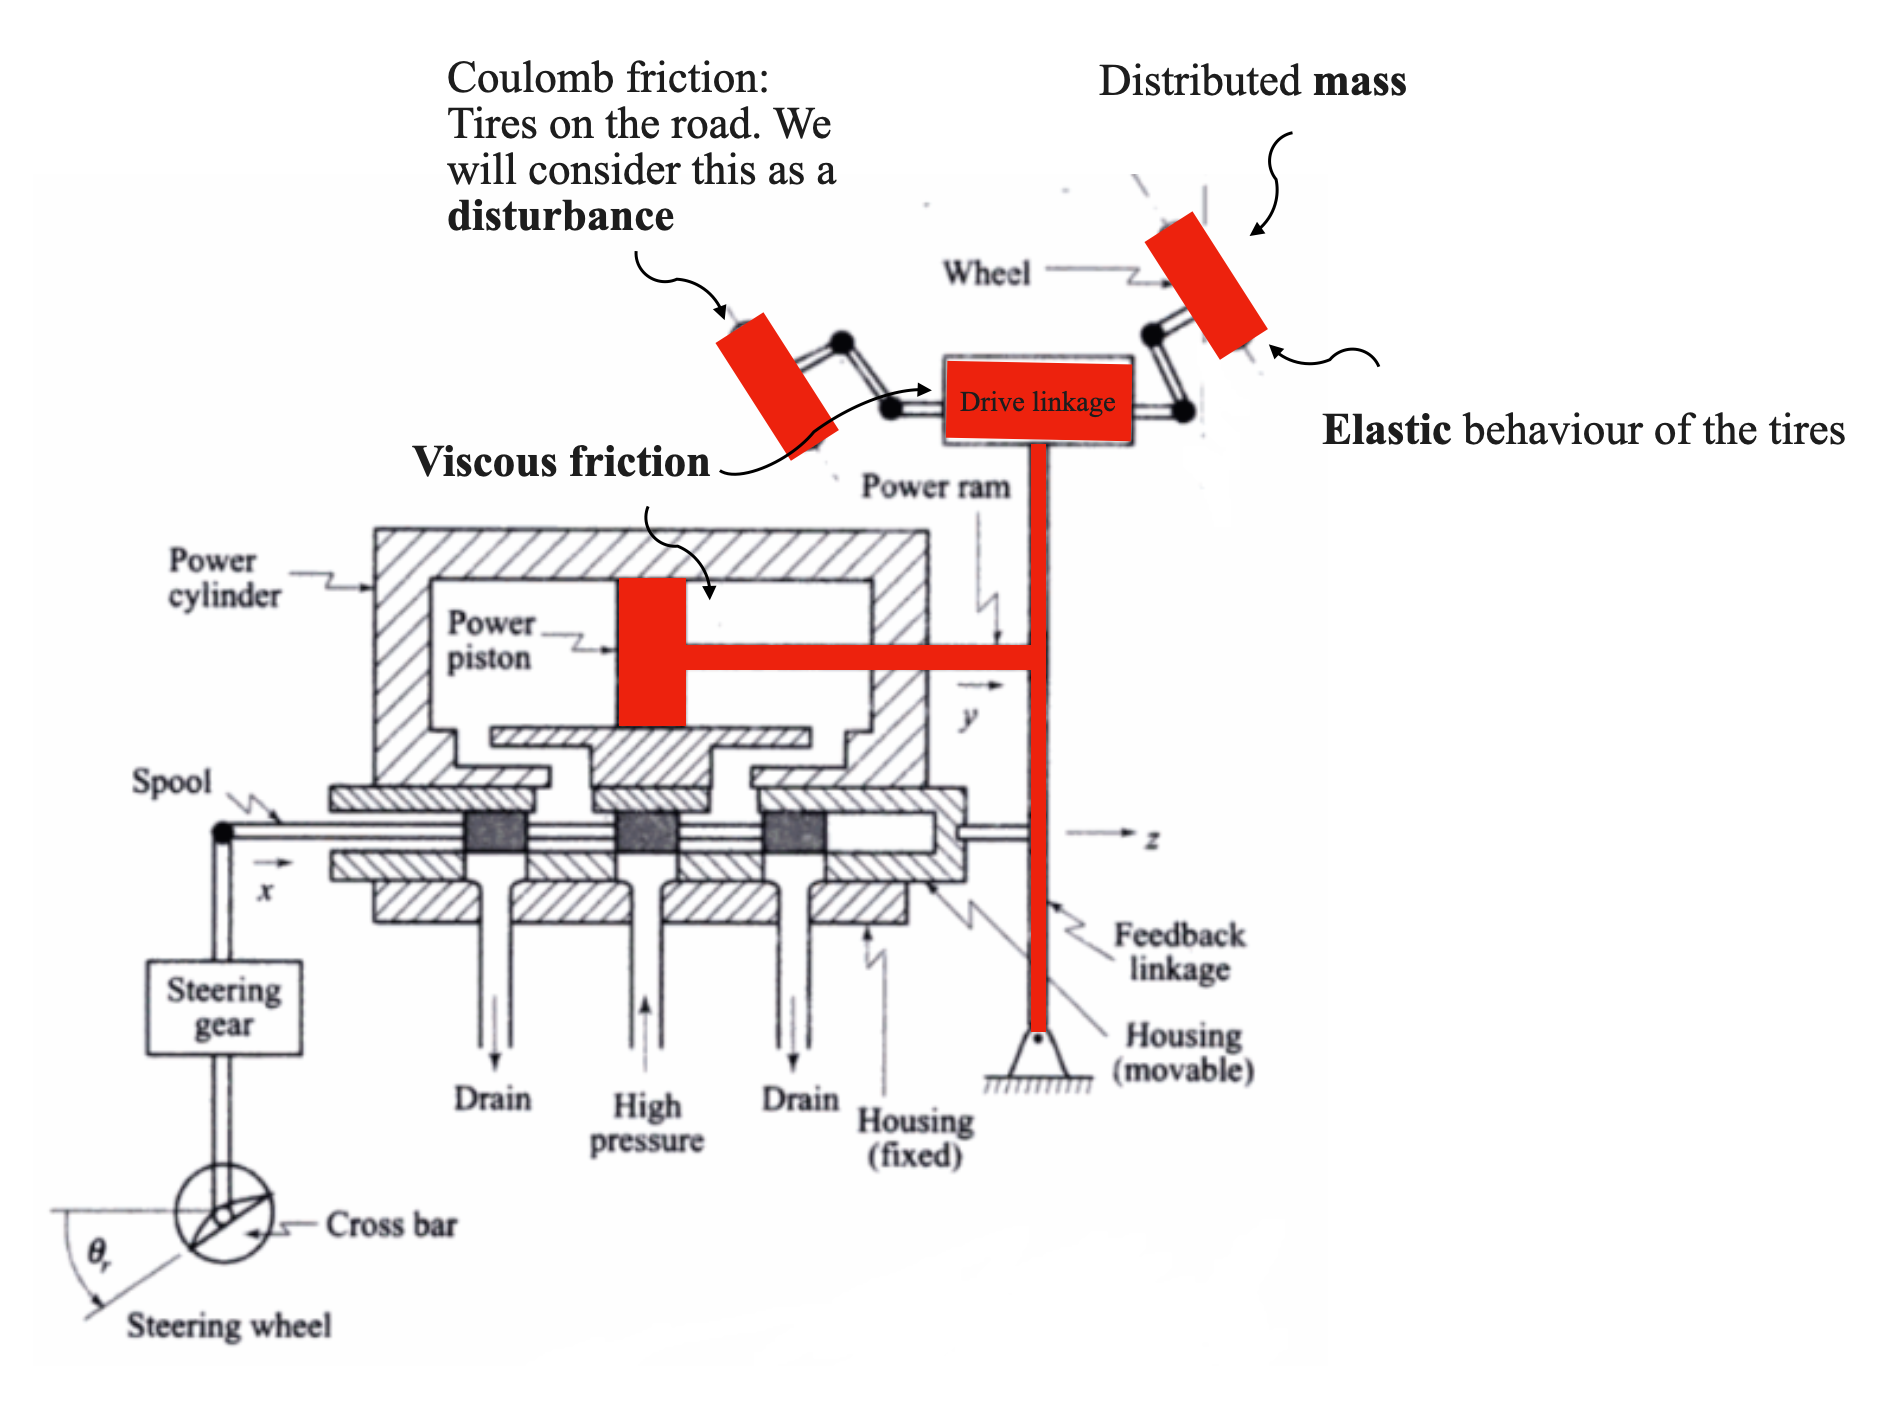 Coulomb friction:
Tires on the road. We
will consider this as a
disturbance
Distributed mass
Wheel
Drive linkage
Elastic behaviour of the tires
Viscous friction
Power ram
Power
cylinder
Power
piston
y
Spool
x
z
Steering
gear
Feedback
linkage
Housing
(movable)
Drain
High
pressure
Drain
Housing
(fixed)
Cross bar
θr
Steering wheel